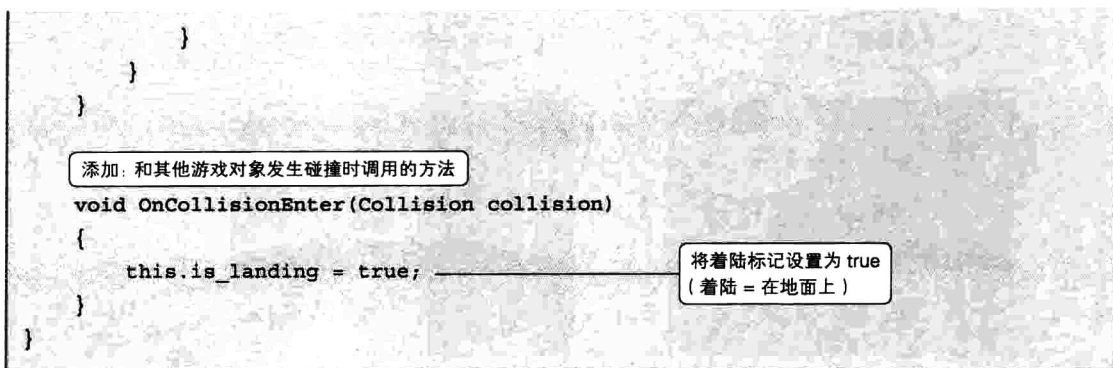 }
}
}
添加：和其他游戏对象发生碰撞时调用的方法
void OnCollisionEnter(Collision collision)
{
this.is_landing = true;
将着陆标记设置为 true
（着陆 = 在地面上）
}
}